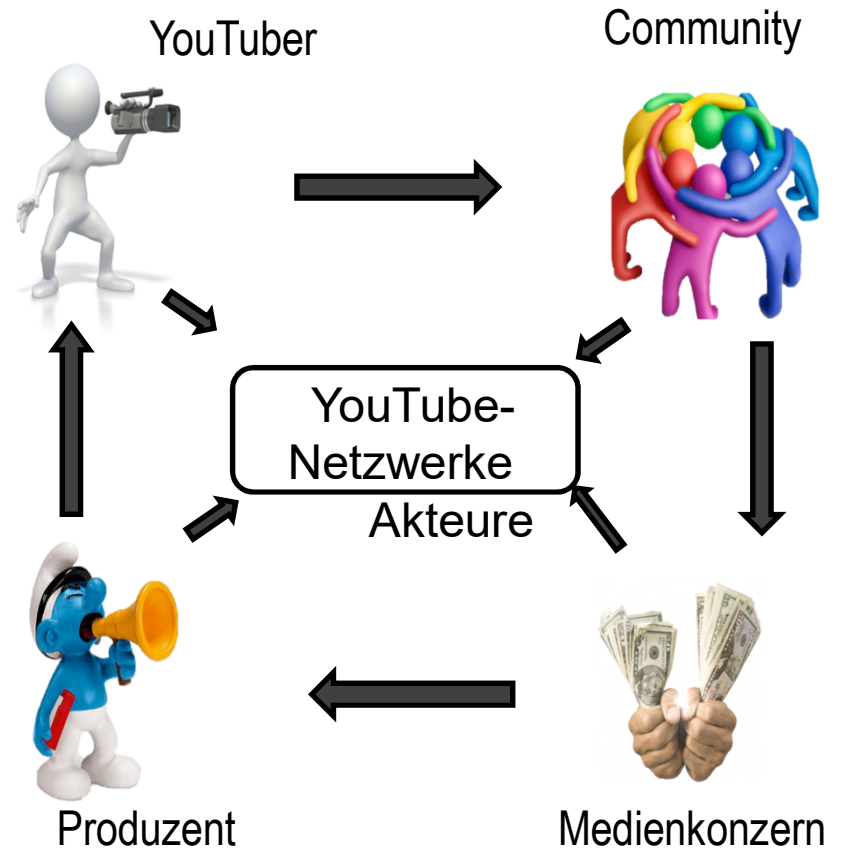 YouTuber
Community
YouTube-
Netzwerke
Akteure
Produzent
Medienkonzern